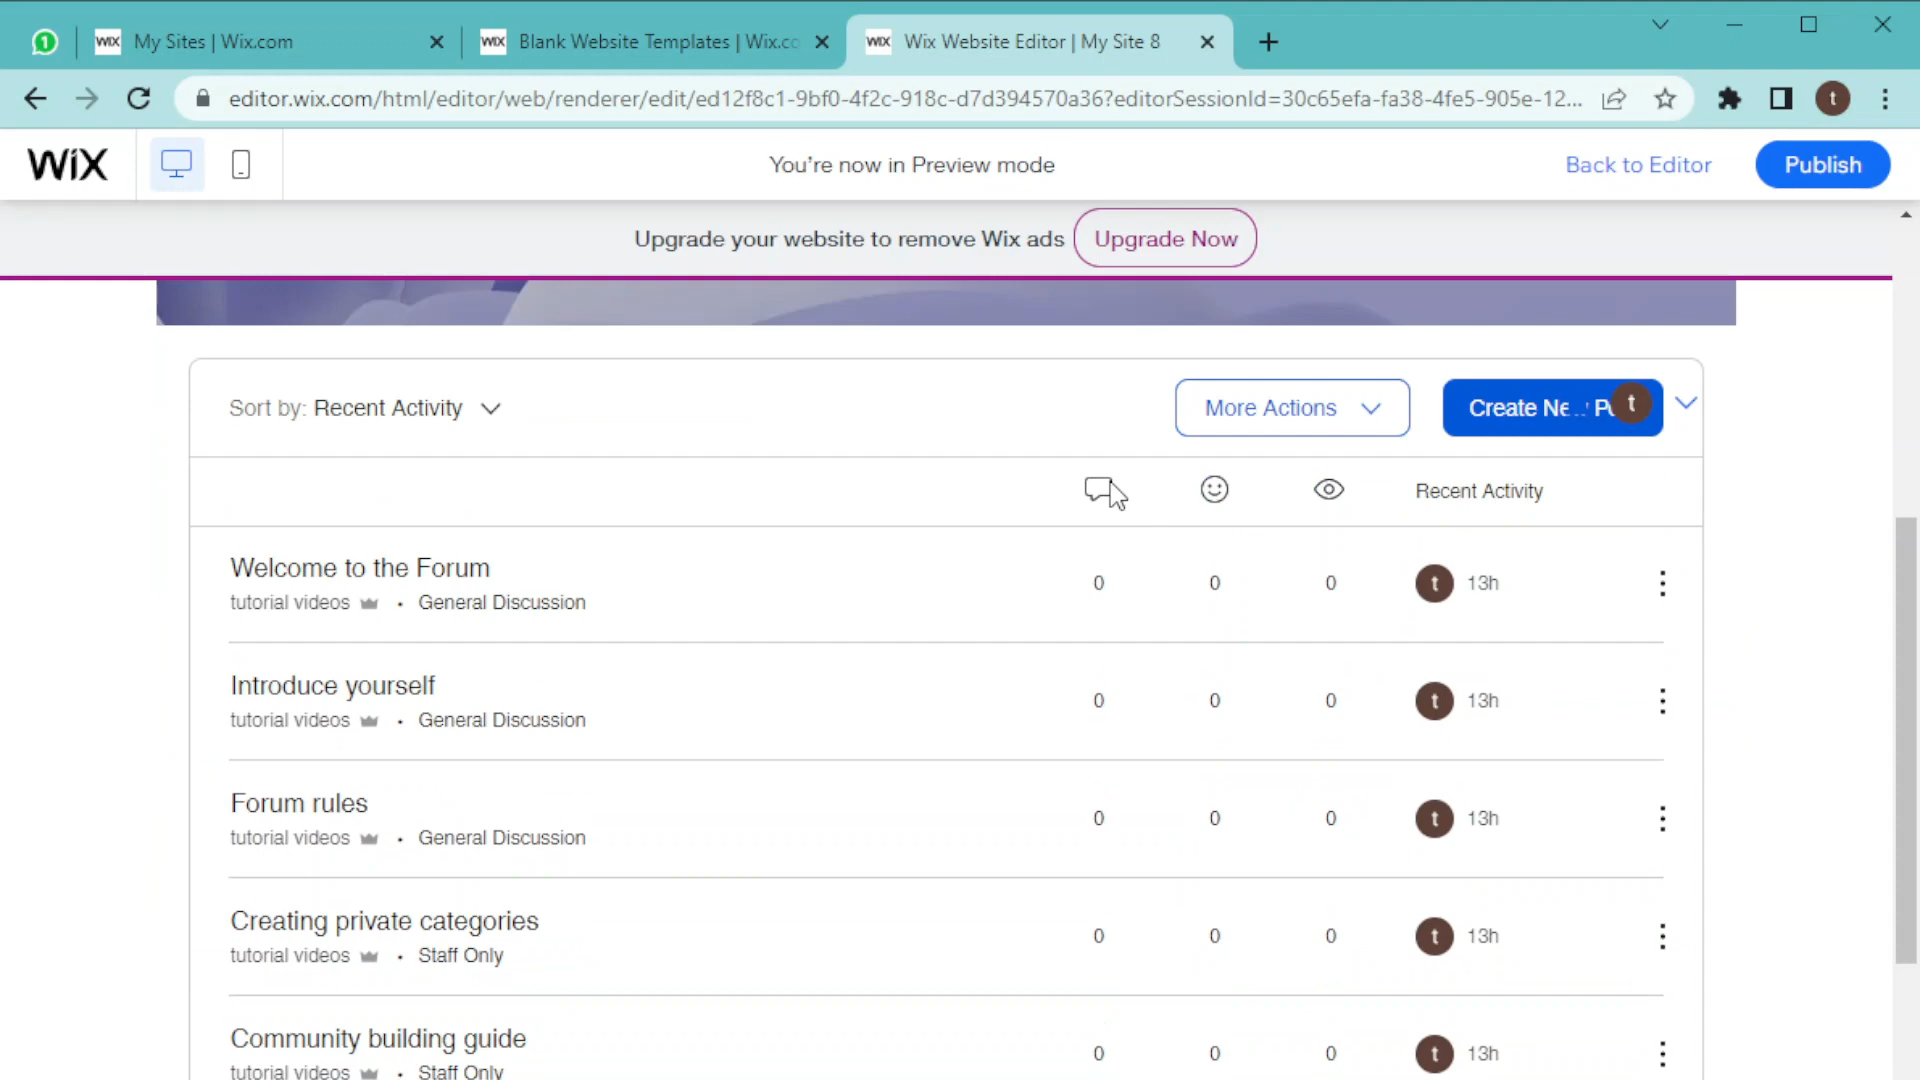 1
WIX My Sites | Wix.com
WIX Blank Website Templates | Wix.co
WIX Wix Website Editor | My Site 8
editor.wix.com/html/editor/web/renderer/edit/ed12f8c1-9bf0-4f2c-918c-d7d394570a36?editorSessionId=30c65efa-fa38-4fe5-905e-12...
t
WiX
You're now in Preview mode
Back to Editor
Publish
Upgrade your website to remove Wix ads
Upgrade Now
Sort by: Recent Activity
More Actions
Create
t
Recent Activity
Welcome to the Forum
tutorial videos • General Discussion
0 0 0 t 13h
Introduce yourself
tutorial videos • General Discussion
0 0 0 t 13h
Forum rules
tutorial videos • General Discussion
0 0 0 t 13h
Creating private categories
tutorial videos • Staff Only
0 0 0 t 13h
Community building guide
tutorial videos • Staff Only
0 0 0 t 13h